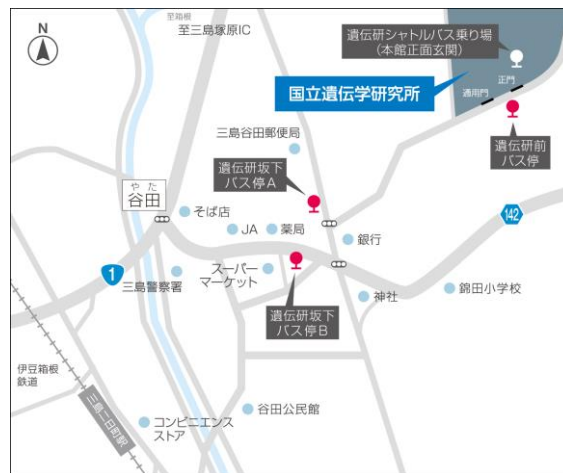 N
至箱根
至三島塚原IC
遺伝研シャトルバス乗り場
(本館正面玄関)
国立遺伝学研究所
正門
通用門
三島谷田郵便局
遺伝研前
バス停
遺伝研坂下
バス停A
やた
谷田
そば店
JA
薬局
銀行
142
1
三島警察署
スーパー
マーケット
神社
錦田小学校
遺伝研坂下
バス停B
伊豆箱根
鉄道
三島二日町駅
谷田公民館
コンビニエンス
ストア